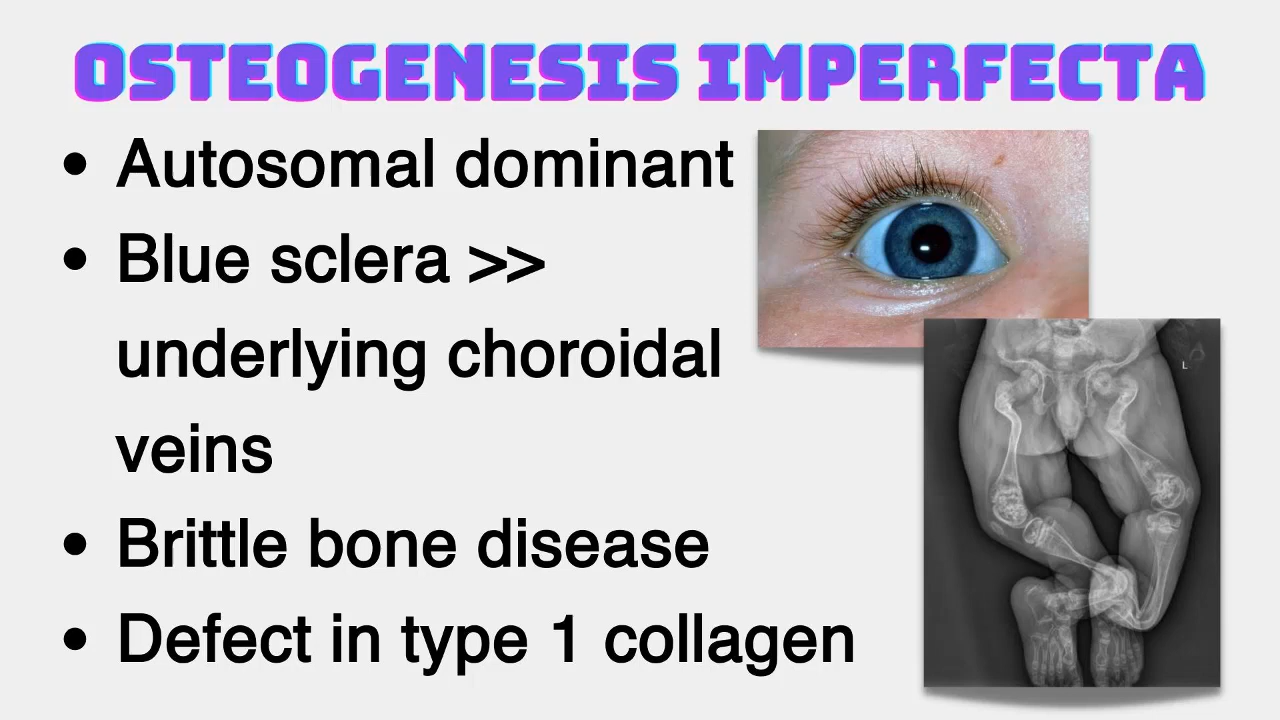 OSTEOGENESIS IMPERFECTA
• Autosomal dominant
• Blue sclera >>
underlying choroidal
veins
• Brittle bone disease
• Defect in type 1 collagen
L